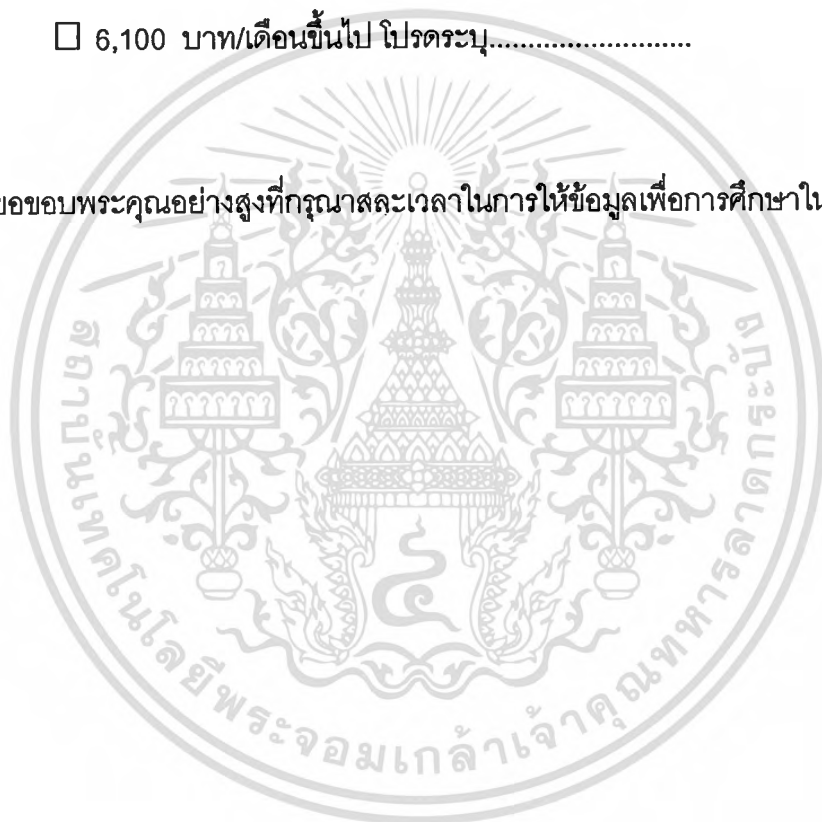 ☐ 6,100 บาท/เดือนขึ้นไป โปรดระบุ..........................
ขอขอบพระคุณอย่างสูงที่กรุณาสละเวลาในการให้ข้อมูลเพื่อการศึกษาใน
สถาบันเทคโนโลยีพระจอมเกล้าเจ้าคุณทหารลาดกระบัง
๔